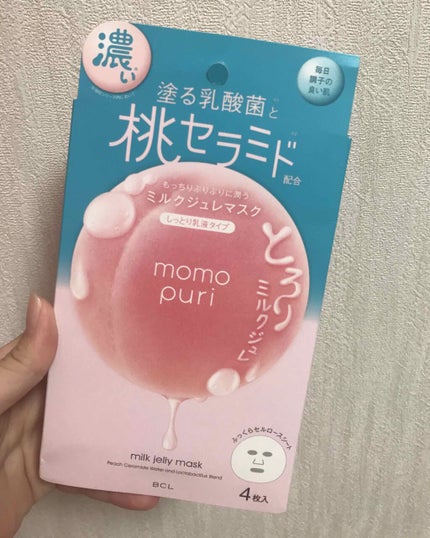 濃い
毎日
調子の
良い肌
塗る乳酸菌と
桃セラミド
配合
もっちりぷりぷりに潤う
ミルクジュレマスク
しっとり乳液タイプ
とろり
ミルクジュレ
momo
puri
ふっくらセルロースシート
milk jelly mask
Peach Ceramide Water and Lactobacillus Blend
BCL
4枚入